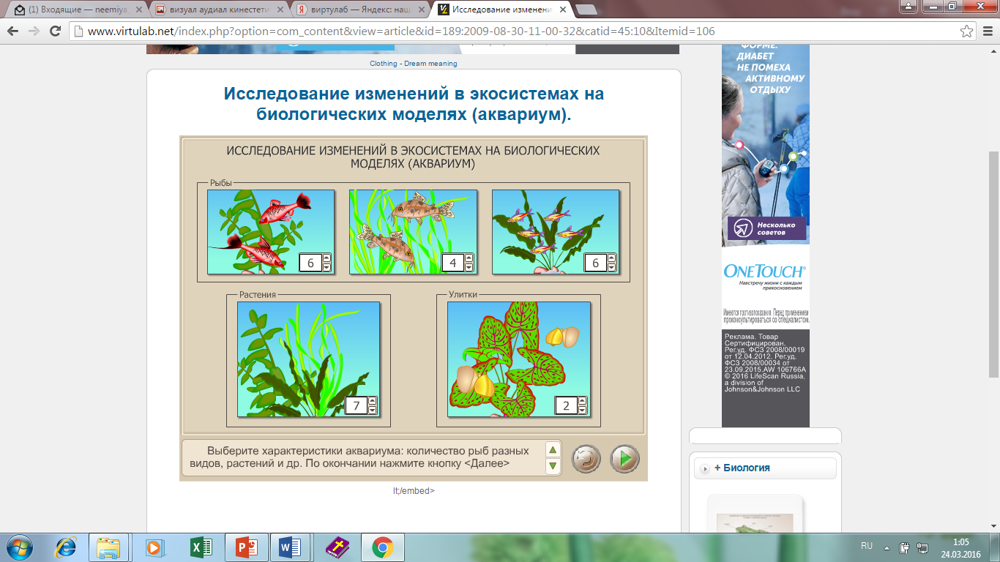 (1) Входящие — neemiya
визуал аудиал кинестети
виртулаб — Яндекс: наш
Исследование изменени
www.virtulab.net/index.php?option=com_content&view=article&id=189:2009-08-30-11-00-32&catid=45:10&Itemid=106
Clothing - Dream meaning
Исследование изменений в экосистемах на
биологических моделях (аквариум).
ИССЛЕДОВАНИЕ ИЗМЕНЕНИЙ В ЭКОСИСТЕМАХ НА БИОЛОГИЧЕСКИХ
МОДЕЛЯХ (АКВАРИУМ)
Рыбы
6
4
6
Растения
Улитки
7
2
Выберите характеристики аквариума: количество рыб разных
видов, растений и др. По окончании нажмите кнопку <Далее>
lt;/embed>
ФОРМЕ:
ДИАБЕТ
НЕ ПОМЕХА
АКТИВНОМУ
ОТДЫХУ
Несколько
советов
ONETOUCH®
Навстречу жизни с каждым
прикосновением
Имеются противопоказания. Перед применением
проконсультироваться со специалистом.
Реклама. Товар
Сертифицирован.
Рег.уд. ФСЗ 2008/00019
от 12.04.2012. Рег.уд.
ФСЗ 2008/00034 от
23.09.2015.AW 106766A
© 2016 LifeScan Russia,
a division of
Johnson&Johnson LLC
+ Биология
RU
1:05
24.03.2016